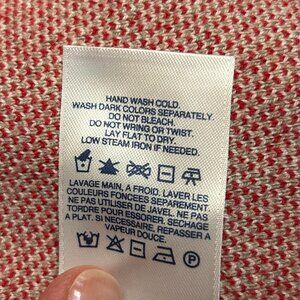 HAND WASH COLD.
WASH DARK COLORS SEPARATELY.
DO NOT BLEACH.
DO NOT WRING OR TWIST.
LAY FLAT TO DRY.
LOW STEAM IRON IF NEEDED.
LAVAGE MAIN, A FROID. LAVER LES
COULEURS FONCÉES SÉPARÉMENT.
NE PAS UTILISER DE JAVEL. NE PAS
TORDRE POUR ESSORER. SECHAGE
A PLAT. SI NECESSAIRE, REPASSER A
VAPEUR DOUCE.
P